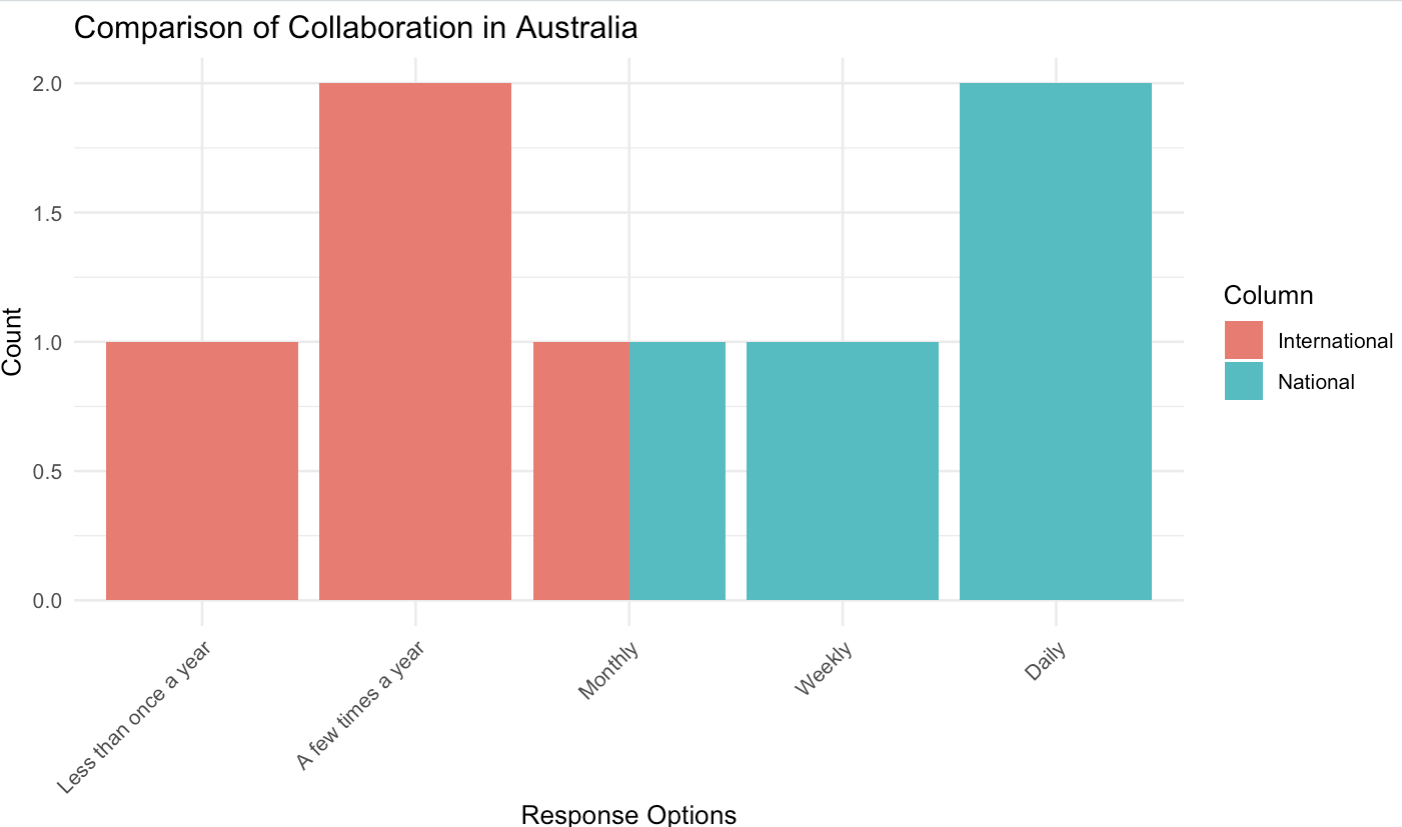 Comparison of Collaboration in Australia
2.0
1.5
1.0
0.5
0.0
Count
Less than once a year
A few times a year
Monthly
Weekly
Daily
Response Options
Column
International
National